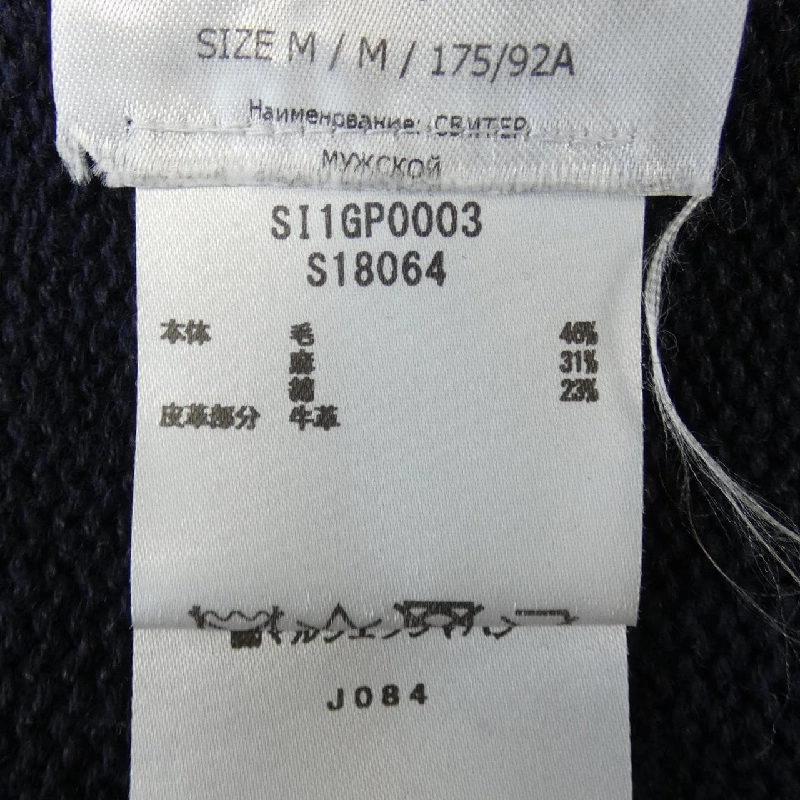 SIZE M / M / 175/92A
Наименование: СВИТЕР
МУЖСКОЙ
SI1GP0003
S18064
本体 毛 46%
麻 31%
綿 23%
皮革部分 牛革
J084